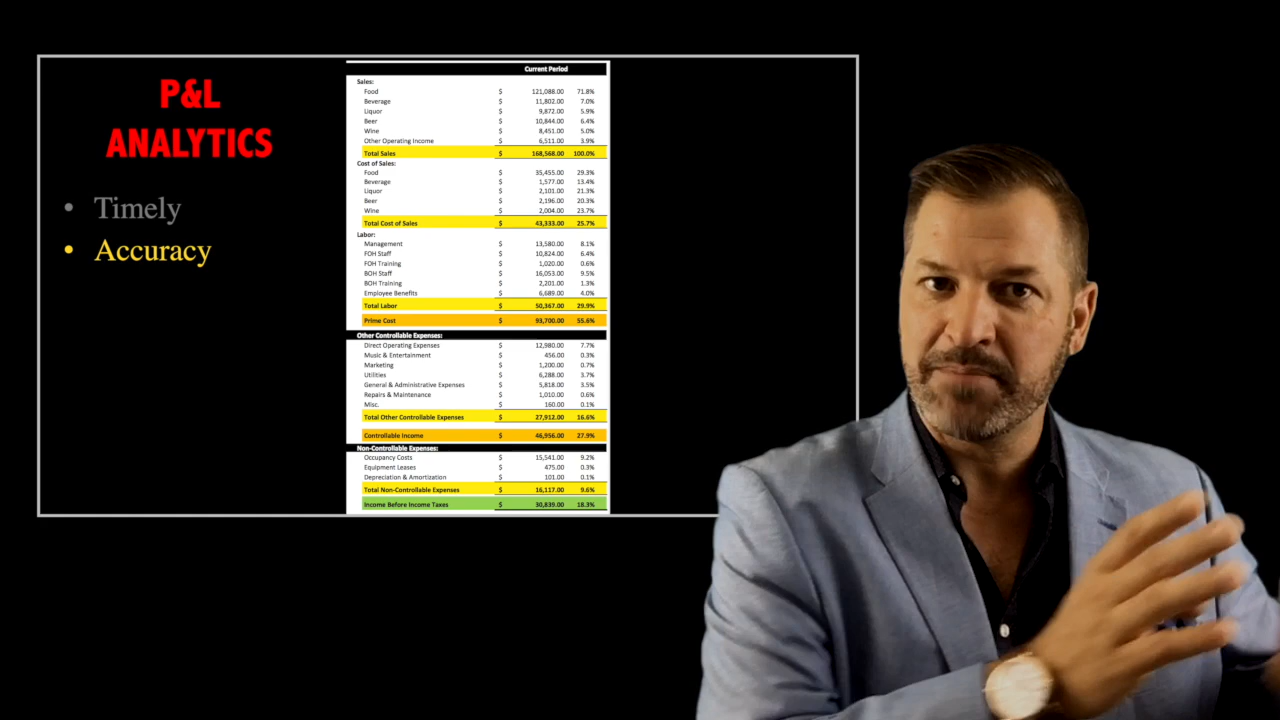 P&L
ANALYTICS
• Timely
• Accuracy
Current Period
Sales:
Food $ 121,088.00 71.8%
Beverage $ 11,802.00 7.0%
Liquor $ 9,872.00 5.9%
Beer $ 10,844.00 6.4%
Wine $ 8,451.00 5.0%
Other Operating Income $ 6,511.00 3.9%
Total Sales $ 168,568.00 100.0%
Cost of Sales:
Food $ 35,455.00 29.3%
Beverage $ 1,577.00 13.4%
Liquor $ 2,101.00 21.3%
Beer $ 2,196.00 20.3%
Wine $ 2,004.00 23.7%
Total Cost of Sales $ 43,333.00 25.7%
Labor:
Management $ 13,580.00 8.1%
FOH Staff $ 10,824.00 6.4%
FOH Training $ 1,020.00 0.6%
BOH Staff $ 16,053.00 9.5%
BOH Training $ 2,201.00 1.3%
Employee Benefits $ 6,689.00 4.0%
Total Labor $ 50,367.00 29.9%
Prime Cost $ 93,700.00 55.6%
Other Controllable Expenses:
Direct Operating Expenses $ 12,980.00 7.7%
Music & Entertainment $ 456.00 0.3%
Marketing $ 1,200.00 0.7%
Utilities $ 6,288.00 3.7%
General & Administrative Expenses $ 5,818.00 3.5%
Repairs & Maintenance $ 1,010.00 0.6%
Misc. $ 160.00 0.1%
Total Other Controllable Expenses $ 27,912.00 16.6%
Controllable Income $ 46,956.00 27.9%
Non-Controllable Expenses:
Occupancy Costs $ 15,541.00 9.2%
Equipment Leases $ 475.00 0.3%
Depreciation & Amortization $ 101.00 0.1%
Total Non-Controllable Expenses $ 16,117.00 9.6%
Income Before Income Taxes $ 30,839.00 18.3%